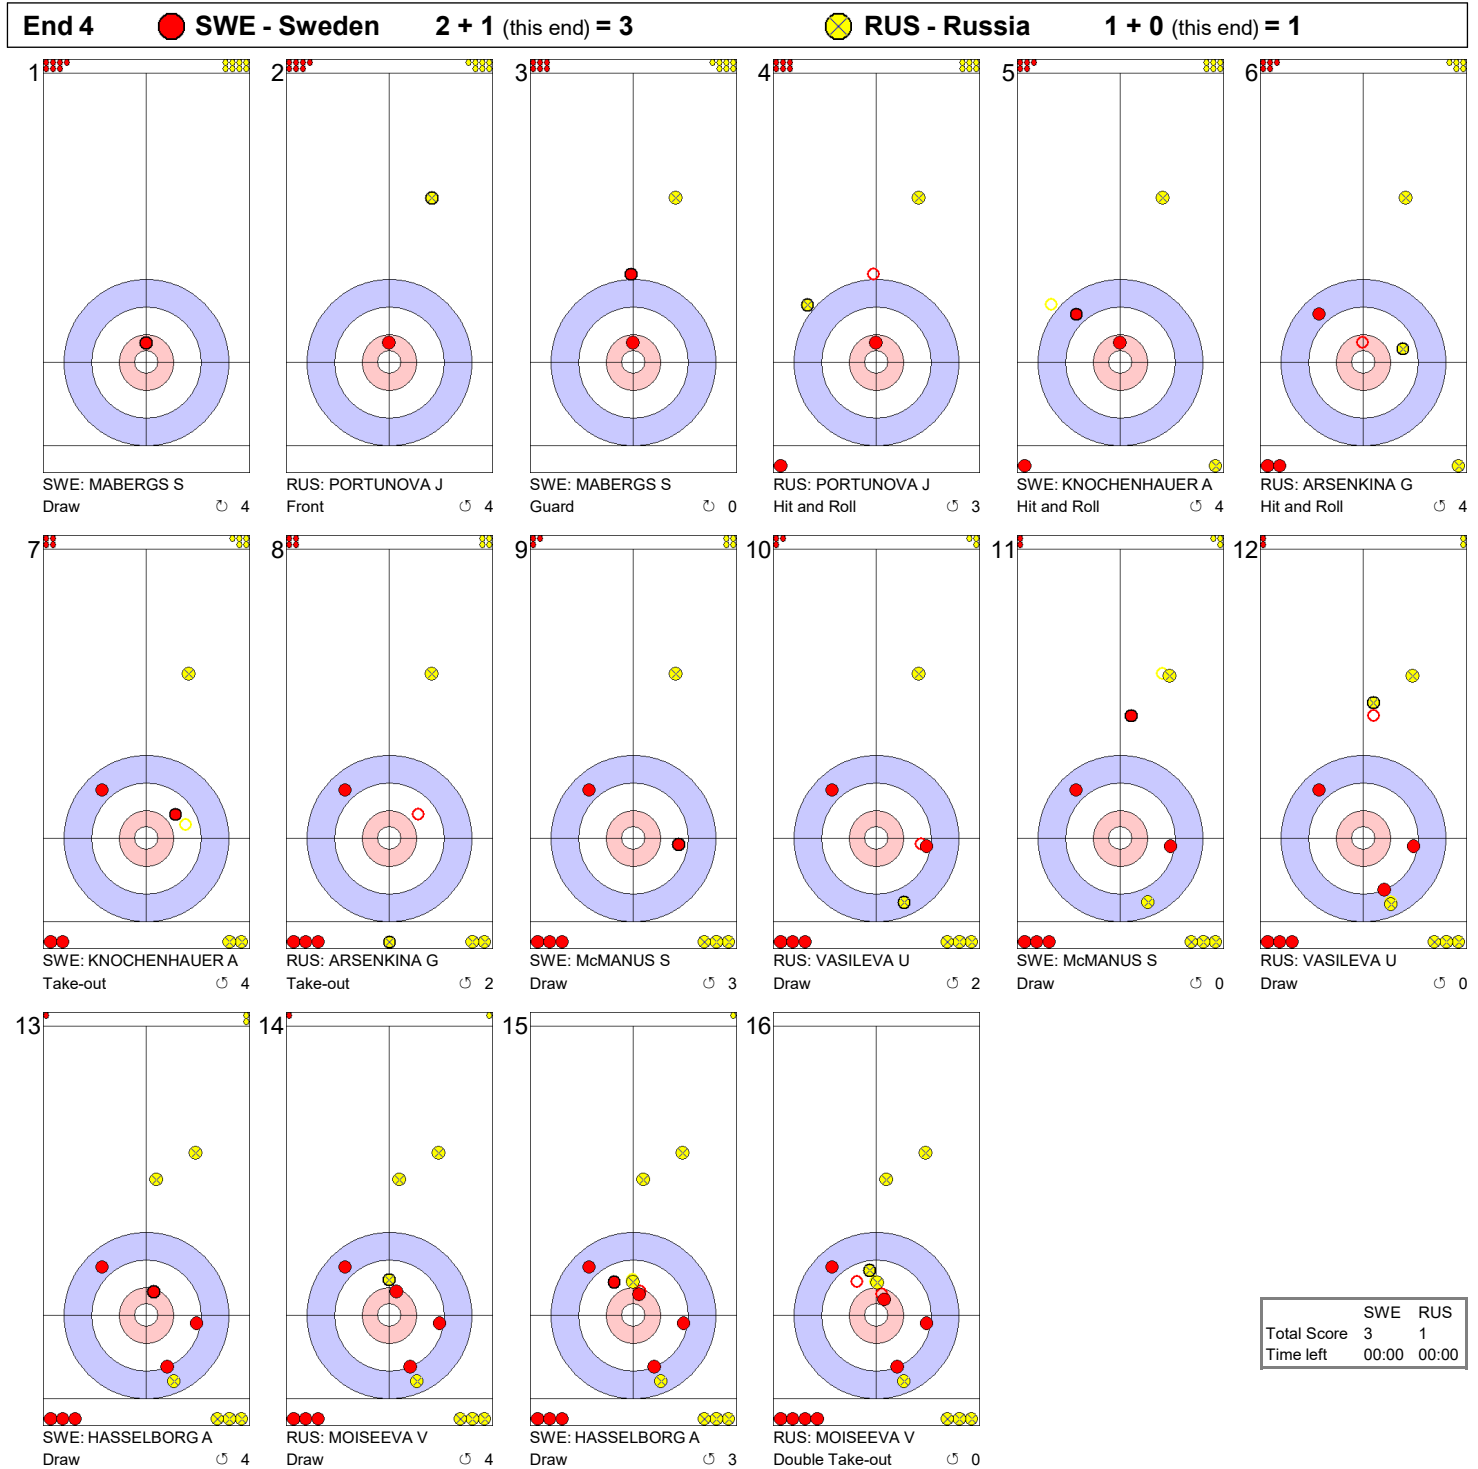 End 4 SWE - Sweden 2 + 1 (this end) = 3 RUS - Russia 1 + 0 (this end) = 1
1 2 3 4 5 6
SWE: MABERGS S RUS: PORTUNOVA J SWE: MABERGS S RUS: PORTUNOVA J SWE: KNOCHENHAUER A RUS: ARSENKINA G
Draw ↻ 4 Front ↺ 4 Guard ↻ 0 Hit and Roll ↺ 3 Hit and Roll ↺ 4 Hit and Roll ↺ 4
7 8 9 10 11 12
SWE: KNOCHENHAUER A RUS: ARSENKINA G SWE: McMANUS S RUS: VASILEVA U SWE: McMANUS S RUS: VASILEVA U
Take-out ↺ 4 Take-out ↺ 2 Draw ↺ 3 Draw ↺ 2 Draw ↺ 0 Draw ↺ 0
13 14 15 16
SWE RUS
Total Score 3 1
Time left 00:00 00:00
SWE: HASSELBORG A RUS: MOISEEVA V SWE: HASSELBORG A RUS: MOISEEVA V
Draw ↺ 4 Draw ↺ 4 Draw ↺ 3 Double Take-out ↺ 0